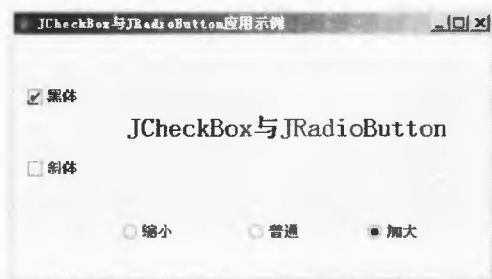 JCheckBox与JRadioButton应用示例
黑体
JCheckBox与JRadioButton
斜体
缩小 普通 加大